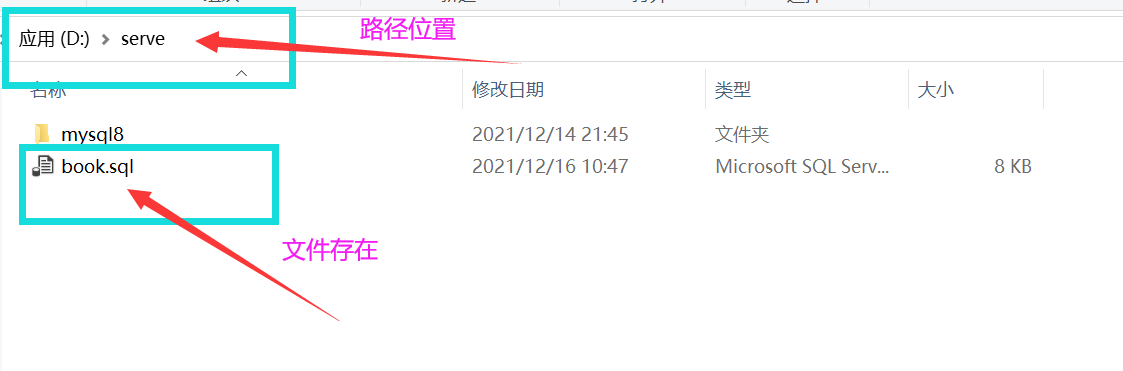 应用 (D:) serve
路径位置
名称 修改日期 类型 大小
mysql8 2021/12/14 21:45 文件夹
book.sql 2021/12/16 10:47 Microsoft SQL Serv... 8 KB
文件存在